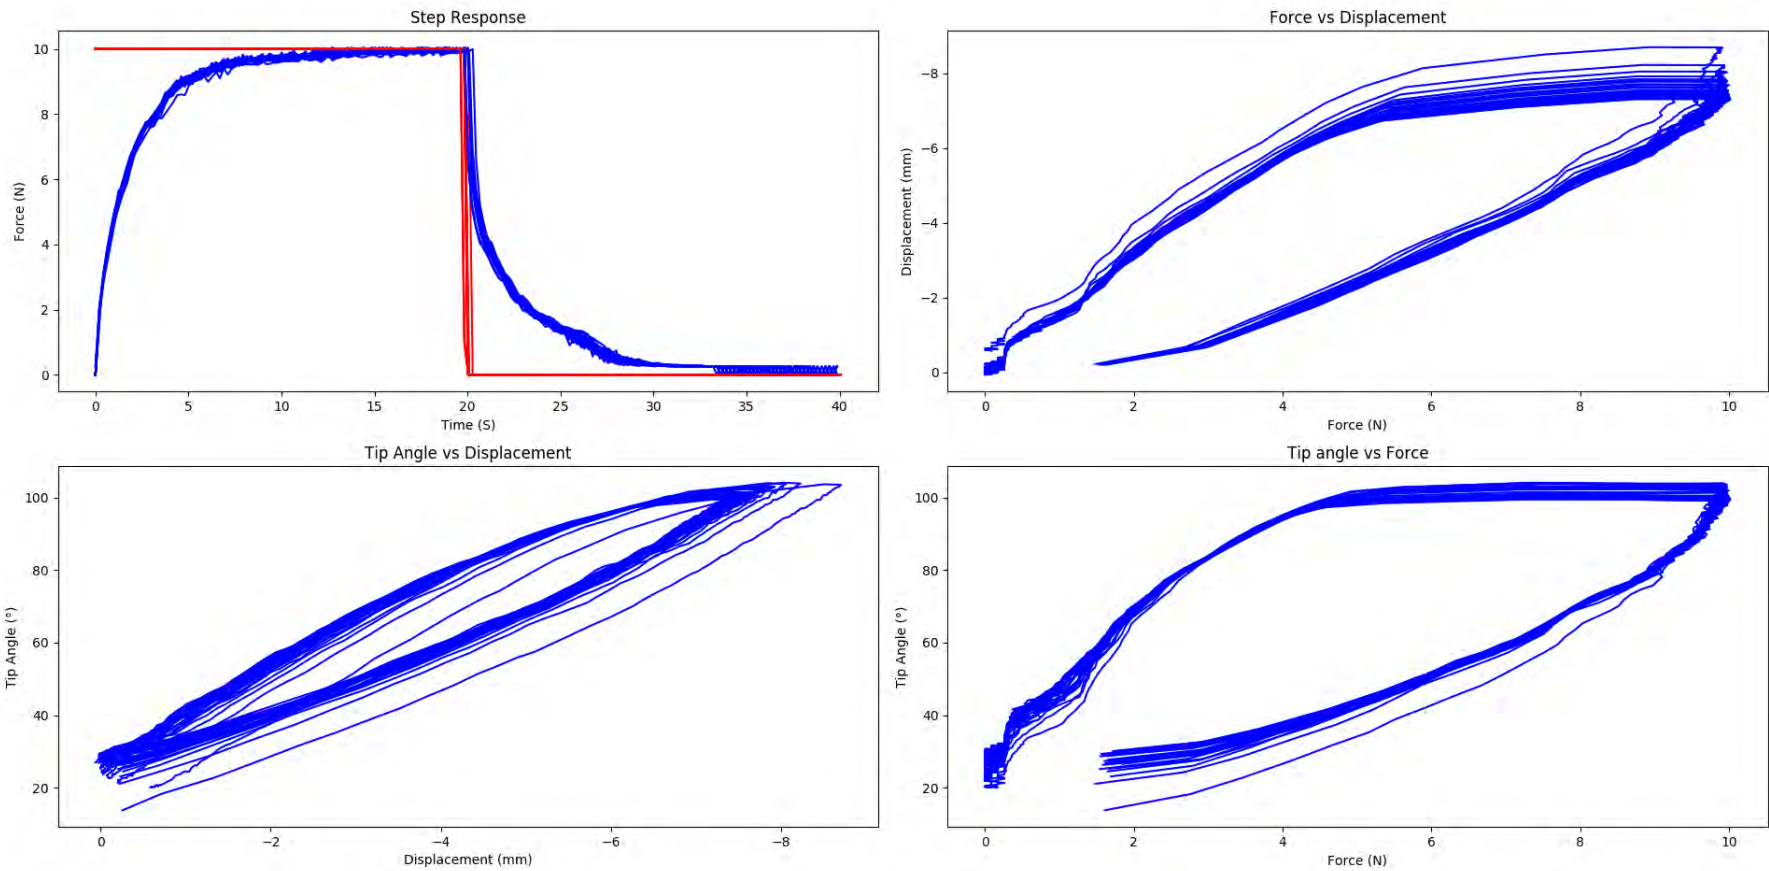 Step Response
10
8
6
4
2
0
Force (N)
0 5 10 15 20 25 30 35 40
Time (S)
Force vs Displacement
−8
−6
−4
−2
0
Displacement (mm)
0 2 4 6 8 10
Force (N)
Tip Angle vs Displacement
100
80
60
40
20
Tip Angle (°)
0 −2 −4 −6 −8
Displacement (mm)
Tip angle vs Force
100
80
60
40
20
Tip Angle (°)
0 2 4 6 8 10
Force (N)